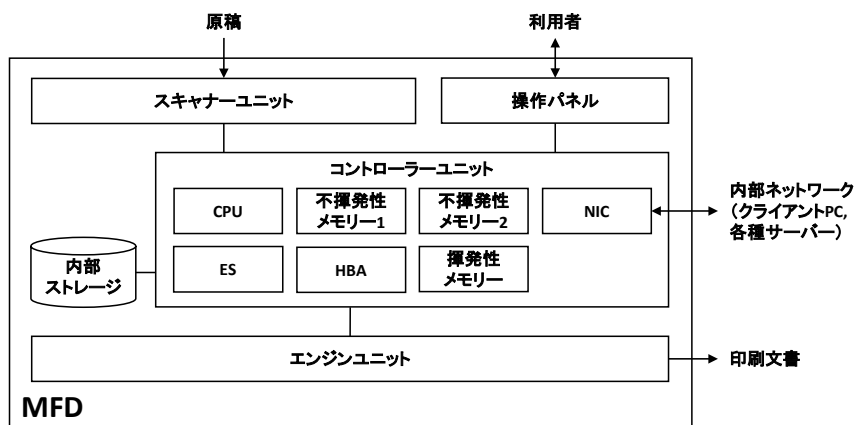 原稿
利用者
スキャナーユニット
操作パネル
コントローラーユニット
CPU
不揮発性
メモリー1
不揮発性
メモリー2
NIC
内部ネットワーク
(クライアントPC,
各種サーバー)
内部
ストレージ
ES
HBA
揮発性
メモリー
エンジンユニット
印刷文書
MFD